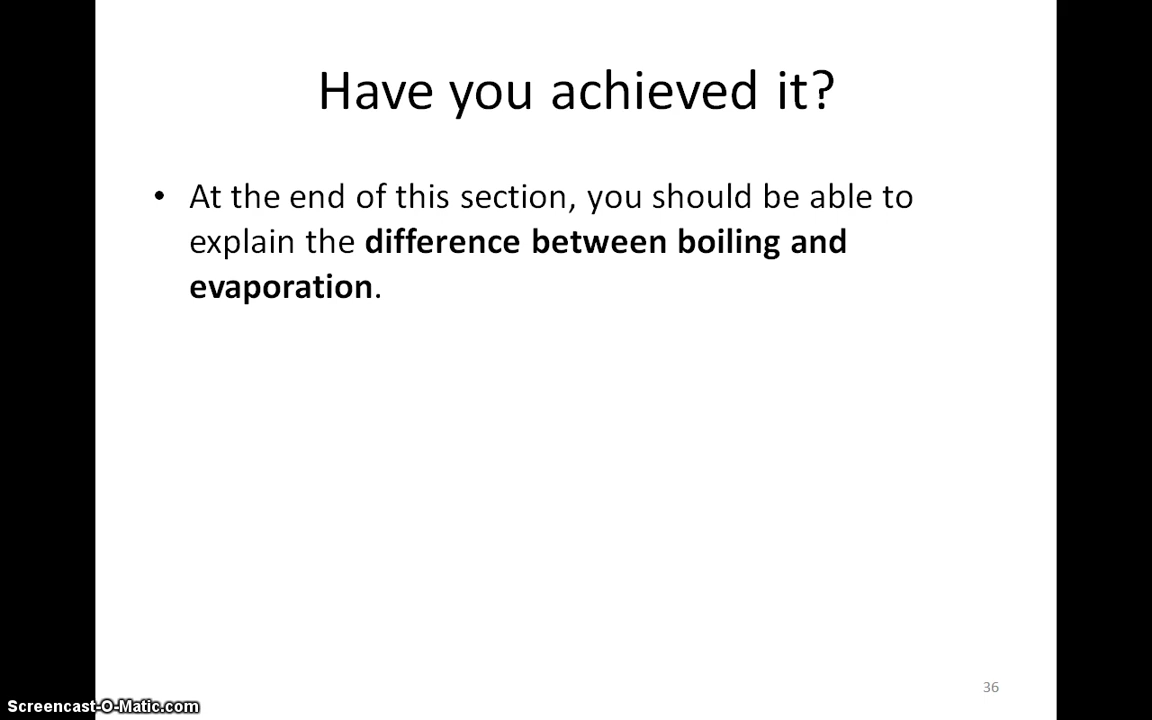 Have you achieved it?
• At the end of this section, you should be able to
explain the difference between boiling and
evaporation.
36
Screencast-O-Matic.com